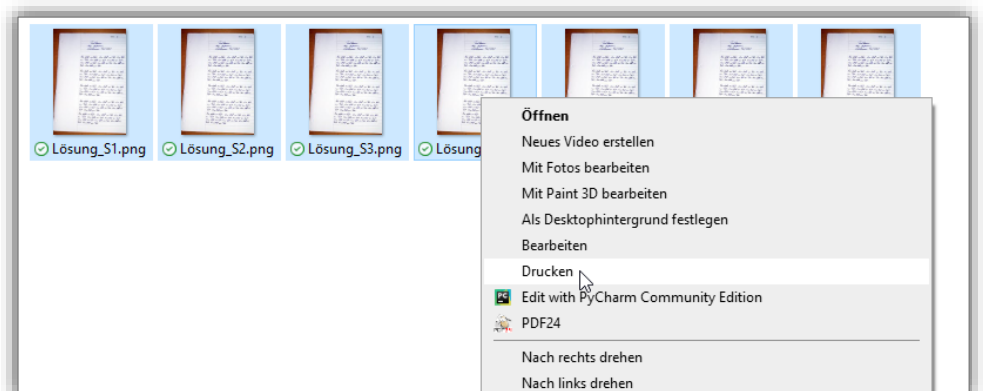 Lösung_S1.png
Lösung_S2.png
Lösung_S3.png
Lösung
Öffnen
Neues Video erstellen
Mit Fotos bearbeiten
Mit Paint 3D bearbeiten
Als Desktophintergrund festlegen
Bearbeiten
Drucken
PC
Edit with PyCharm Community Edition
PDF24
Nach rechts drehen
Nach links drehen